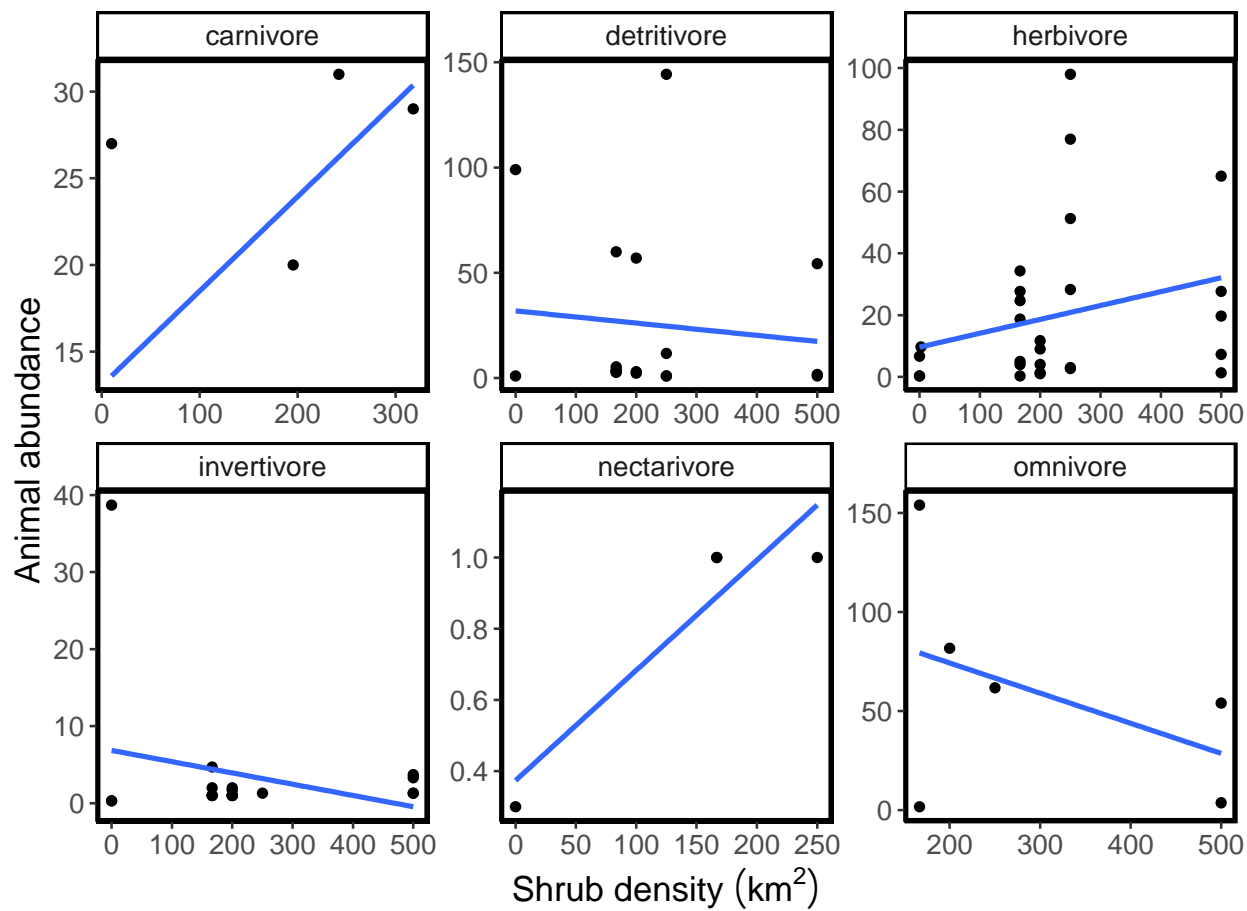 carnivore detritivore herbivore
30
25
20
15
0 100 200 300
150
100
50
0
0 100 200 300 400 500
100
80
60
40
20
0
0 100 200 300 400 500
Animal abundance
invertivore nectarivore omnivore
40
30
20
10
0
0 100 200 300 400 500
1.0
0.8
0.6
0.4
0 50 100 150 200 250
150
100
50
0
200 300 400 500
Shrub density (km²)